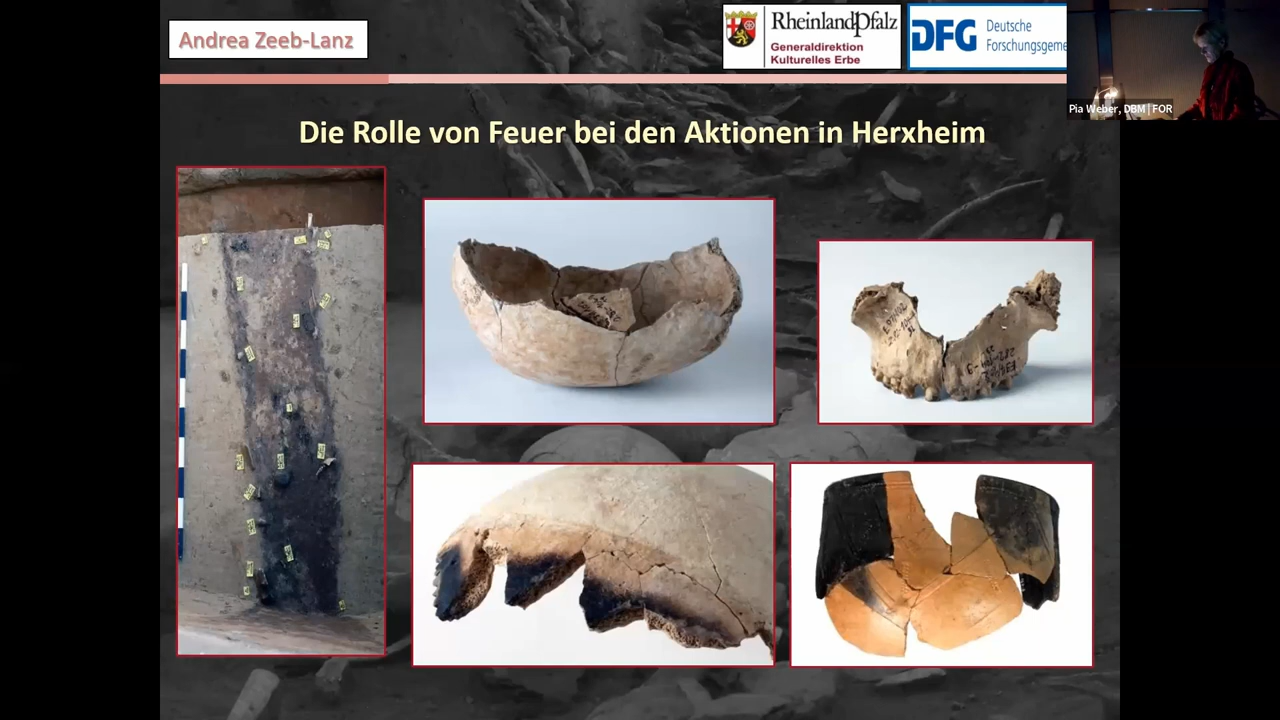 Andrea Zeeb-Lanz
RheinlandPfalz
Generaldirektion
Kulturelles Erbe
DFG
Deutsche
Forschungsgeme
Pia Weber, DBM | FOR
Die Rolle von Feuer bei den Aktionen in Herxheim